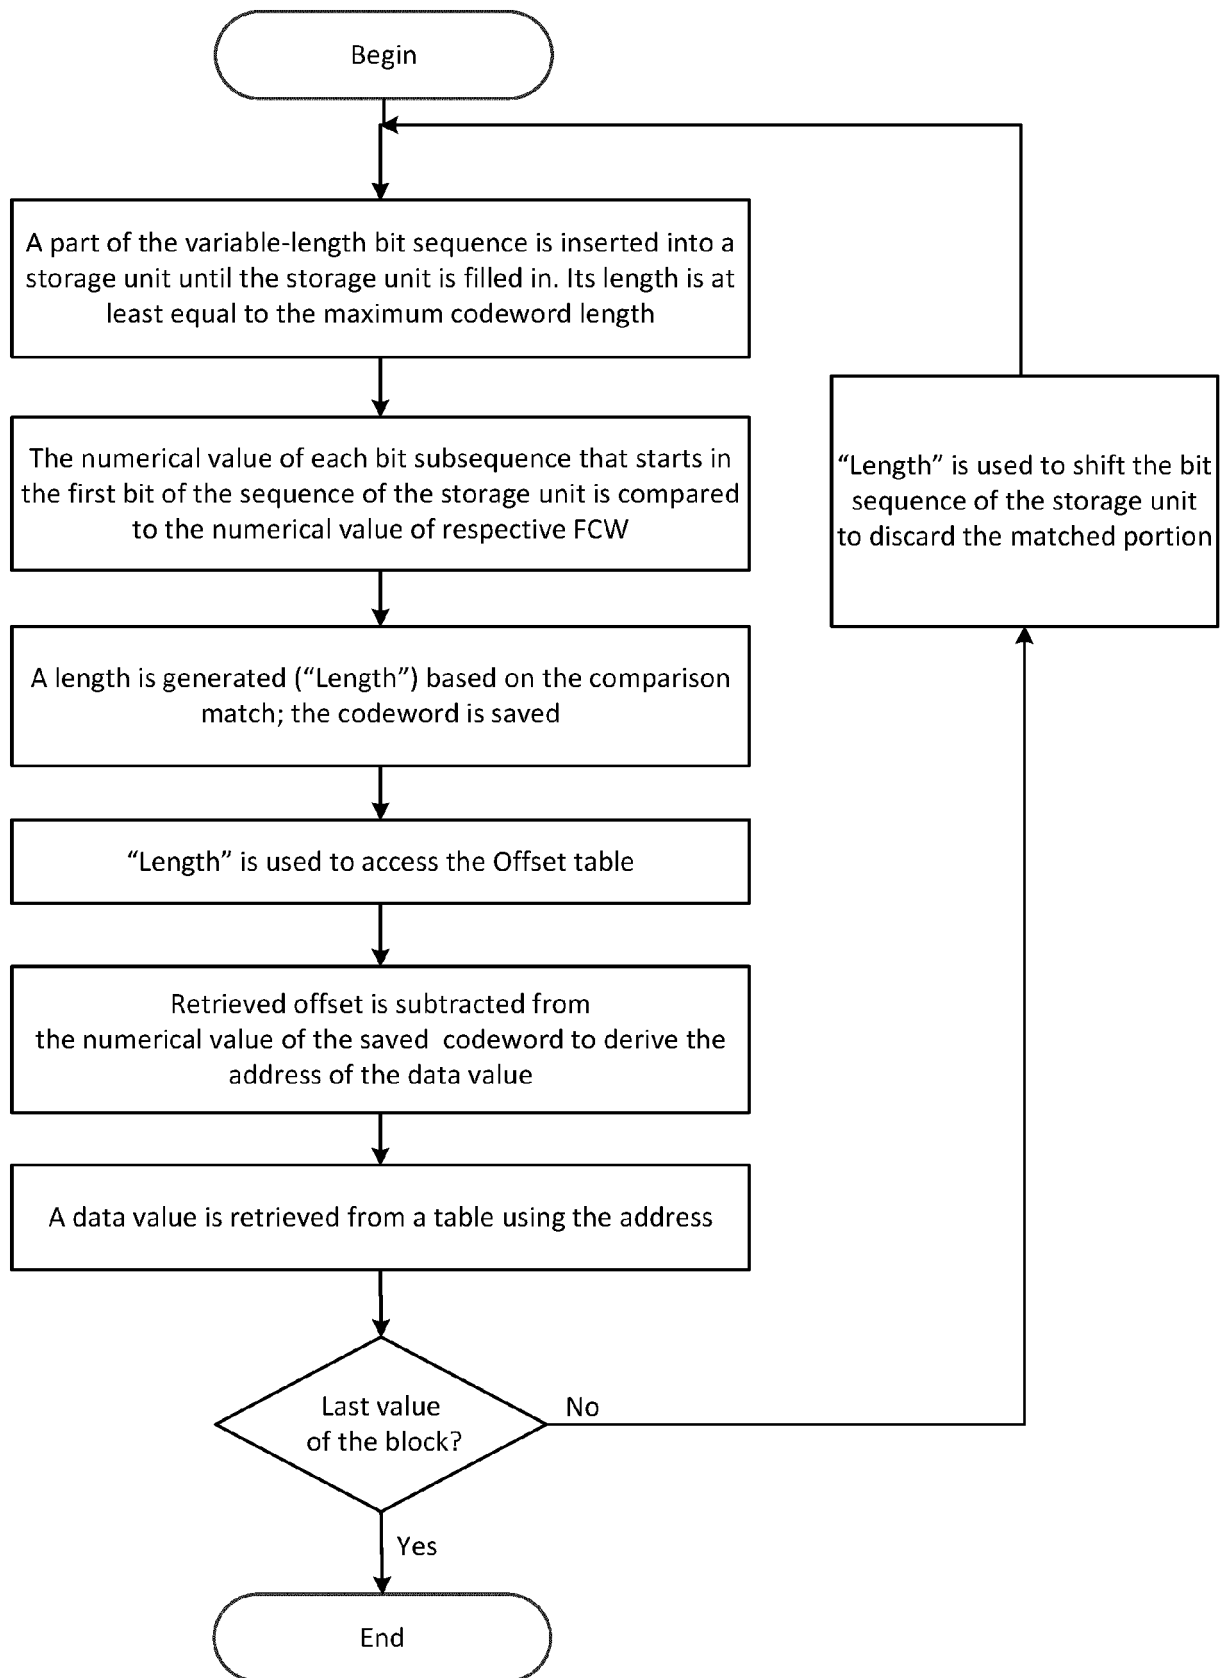 Begin
A part of the variable-length bit sequence is inserted into a
storage unit until the storage unit is filled in. Its length is at
least equal to the maximum codeword length
The numerical value of each bit subsequence that starts in
the first bit of the sequence of the storage unit is compared
to the numerical value of respective FCW
“Length” is used to shift the bit
sequence of the storage unit
to discard the matched portion
A length is generated (“Length”) based on the comparison
match; the codeword is saved
“Length” is used to access the Offset table
Retrieved offset is subtracted from
the numerical value of the saved codeword to derive the
address of the data value
A data value is retrieved from a table using the address
Last value
of the block?
No
Yes
End